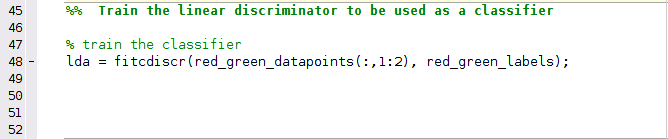 45 %% Train the linear discriminator to be used as a classifier
46
47 % train the classifier
48 - lda = fitcdiscr(red_green_datapoints(:,1:2), red_green_labels);
49
50
51
52